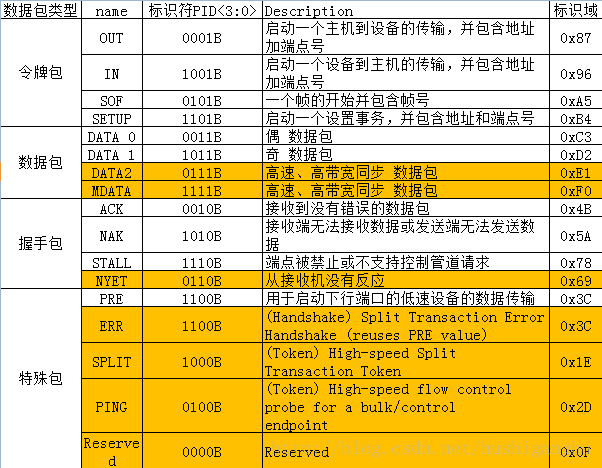 数据包类型 name 标识符PID<3:0> Description 标识域
令牌包
OUT 0001B 启动一个主机到设备的传输，并包含地址
加端点号 0x87
IN 1001B 启动一个设备到主机的传输，并包含地址
加端点号 0x96
SOF 0101B 一个帧的开始并包含帧号 0xA5
SETUP 1101B 启动一个设置事务，并包含地址和端点号 0xB4
数据包
DATA 0 0011B 偶 数据包 0xC3
DATA 1 1011B 奇 数据包 0xD2
DATA2 0111B 高速、高带宽同步 数据包 0xE1
MDATA 1111B 高速、高带宽同步 数据包 0xF0
握手包
ACK 0010B 接收到没有错误的数据包 0x4B
NAK 1010B 接收端无法接收数据或发送端无法发送数
据 0x5A
STALL 1110B 端点被禁止或不支持控制管道请求 0x78
NYET 0110B 从接收机没有反应 0x69
特殊包
PRE 1100B 用于启动下行端口的低速设备的数据传输 0x3C
ERR 1100B (Handshake) Split Transaction Error
Handshake (reuses PRE value) 0x3C
SPLIT 1000B (Token) High-speed Split
Transaction Token 0x1E
PING 0100B (Token) High-speed flow control
probe for a bulk/control
endpoint 0x2D
Reserve
d 0000B Reserved 0x0F